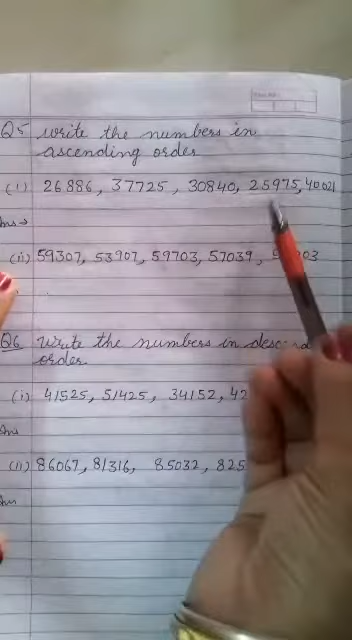 Q5 write the numbers in
ascending order
(i) 26886, 37725, 30840, 25975, 40021
Ans →
(ii) 59307, 53907, 59703, 57039,
Q6 Write the numbers in
order
(i) 41525, 51425, 34152,
Ans
(ii) 86067, 81316, 85032,
Ans